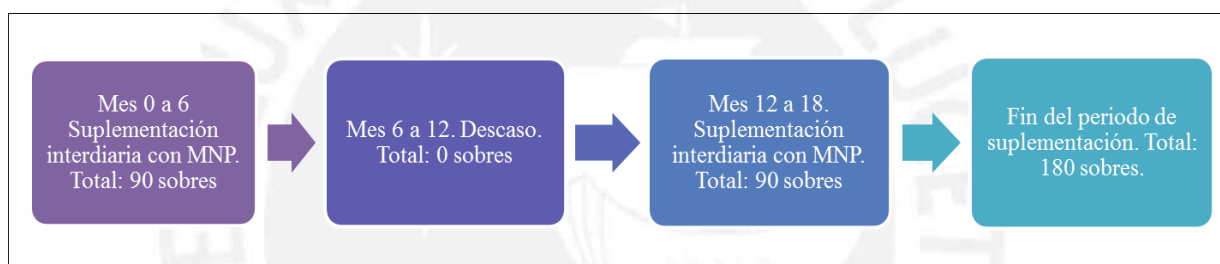 Mes 0 a 6
Suplementación
interdiaria con MNP.
Total: 90 sobres
Mes 6 a 12. Descaso.
Total: 0 sobres
Mes 12 a 18.
Suplementación
interdiaria con MNP.
Total: 90 sobres
Fin del periodo de
suplementación. Total:
180 sobres.